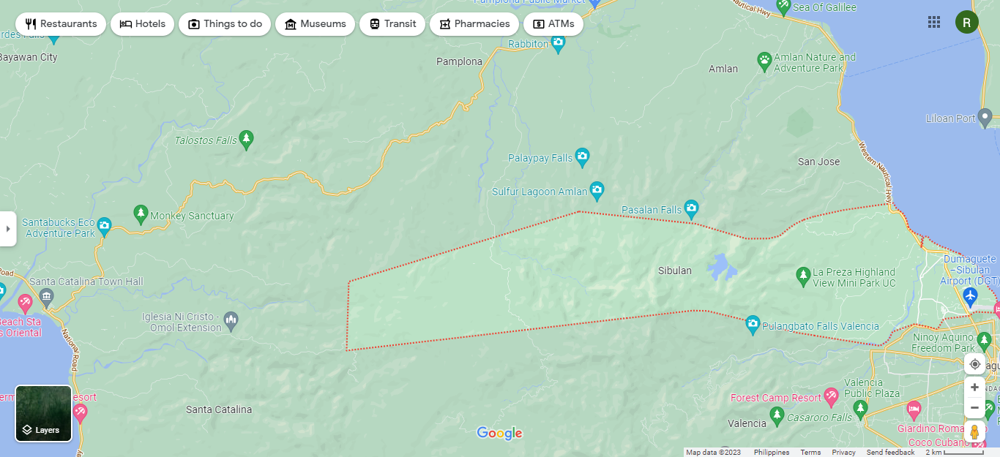 Restaurants
Hotels
Things to do
Museums
Transit
Pharmacies
ATMs
R
Pamplona Public Market
Nautical Hwy
Sea Of Galilee
Bayawan City
Rabbiton
Pamplona
Amlan
Amlan Nature and
Adventure Park
Liloan Port
Talostos Falls
Palaypay Falls
San Jose
Western Nautical Hwy
Sulfur Lagoon Amlan
Pasalan Falls
Monkey Sanctuary
Santabucks Eco
Adventure Park
Road
Santa Catalina Town Hall
Sibulan
La Preza Highland
View Mini Park UC
Dumaguete
–Sibulan
Airport (DGT)
Beach Sta
s Oriental
Iglesia Ni Cristo -
Omol Extension
Pulangbato Falls Valencia
National Road
Ninoy Aquino
Freedom Park
Santa Catalina
Valencia
Public Plaza
Forest Camp Resort
Casaroro Falls
Valencia
Giardino Roma
Coco Cubano
Layers
Google
Map data ©2023
Philippines
Terms
Privacy
Send feedback
2 km